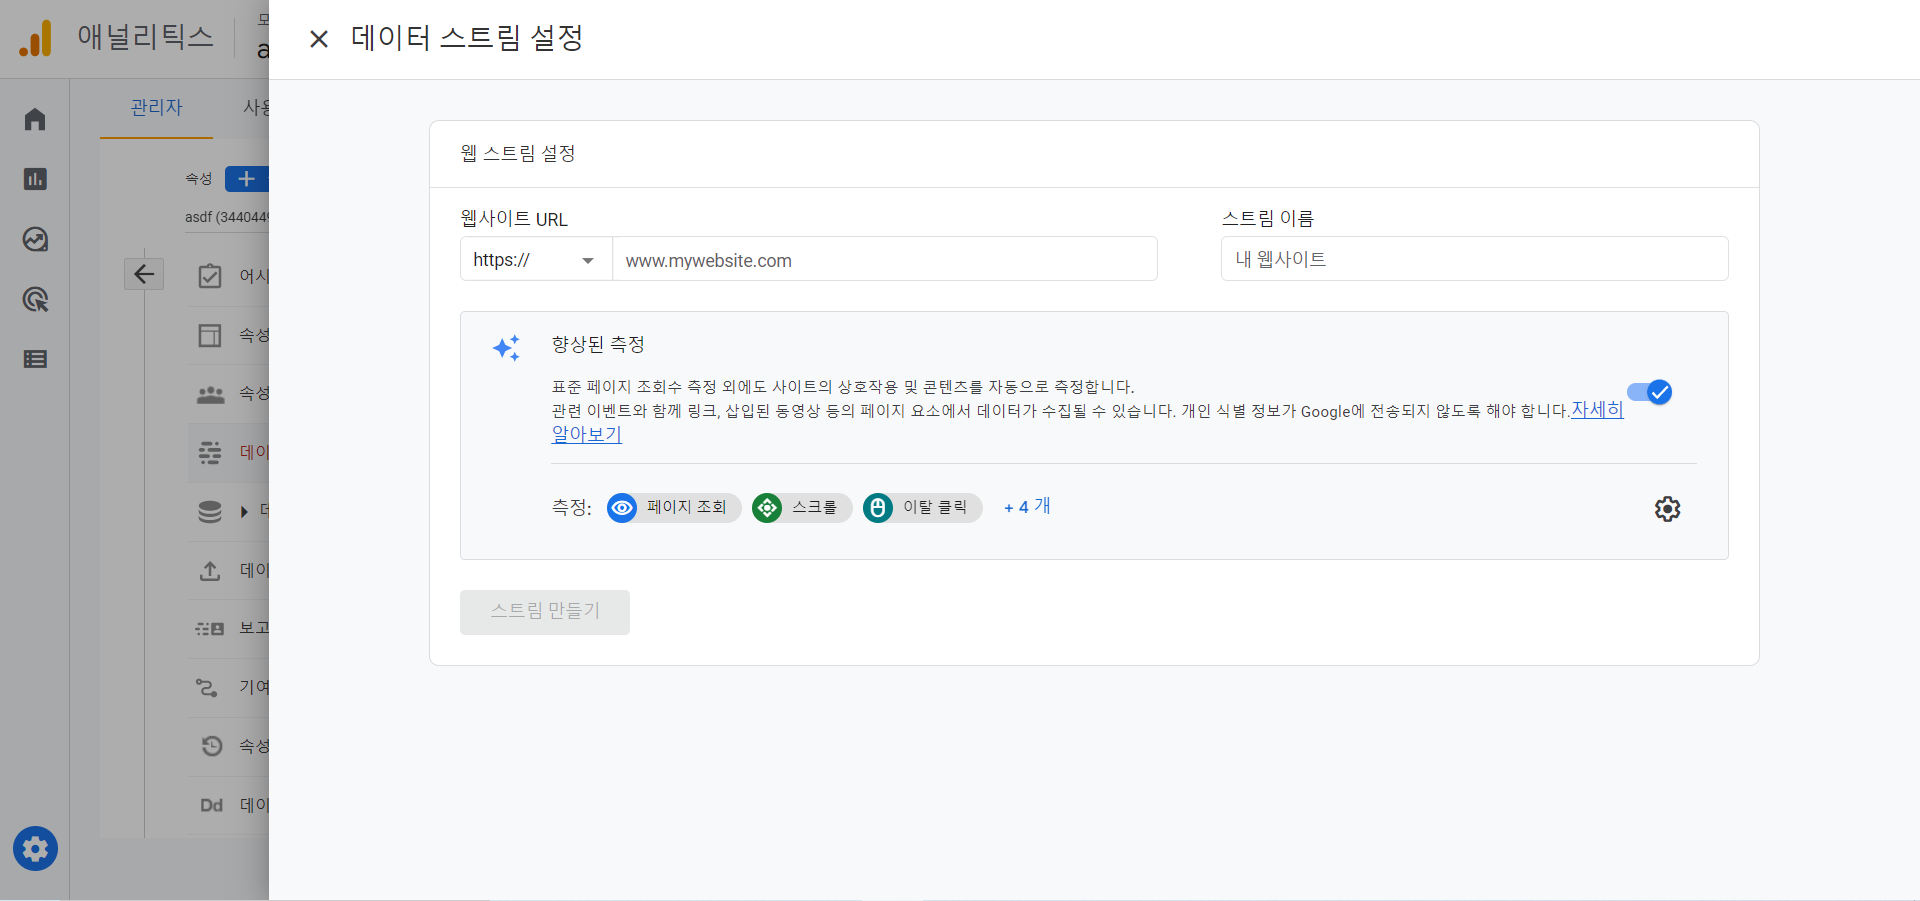 애널리틱스
데이터 스트림 설정
관리자
속성
asdf (344044
어시
속성
속성
데이
데이
보고
기여
속성
Dd 데이
웹 스트림 설정
웹사이트 URL
스트림 이름
https://
www.mywebsite.com
내 웹사이트
향상된 측정
표준 페이지 조회수 측정 외에도 사이트의 상호작용 및 콘텐츠를 자동으로 측정합니다.
관련 이벤트와 함께 링크, 삽입된 동영상 등의 페이지 요소에서 데이터가 수집될 수 있습니다. 개인 식별 정보가 Google에 전송되지 않도록 해야 합니다.자세히
알아보기
측정: 페이지 조회 스크롤 이탈 클릭 + 4 개
스트림 만들기